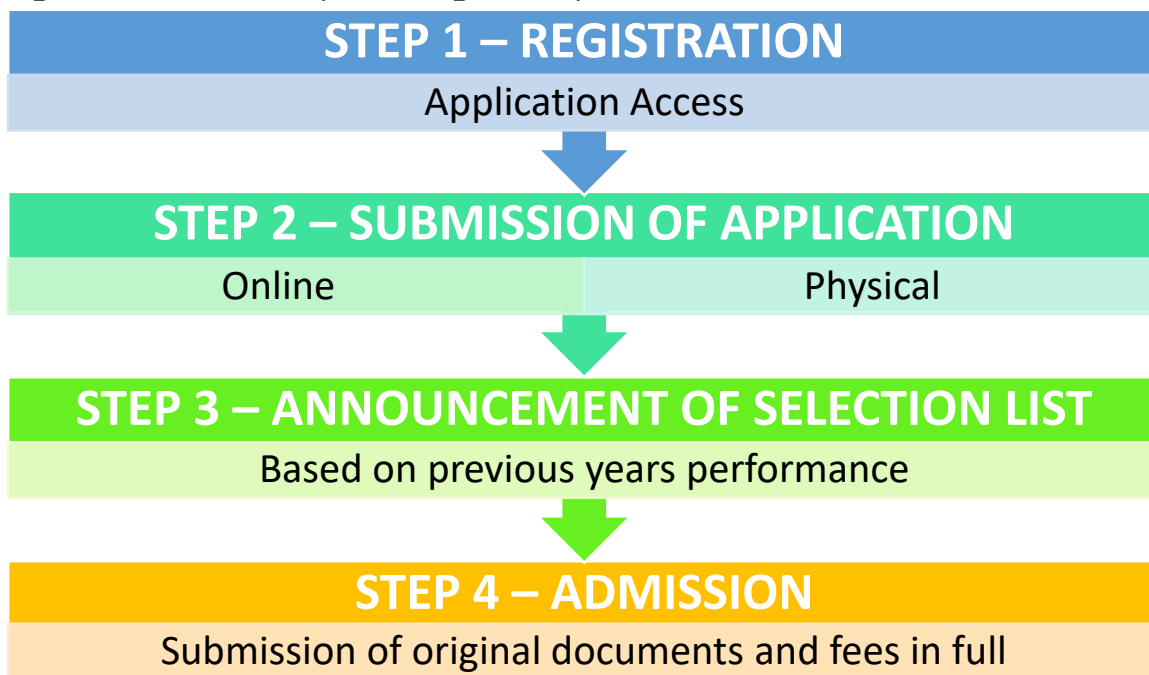 STEP 1 – REGISTRATION
Application Access
STEP 2 – SUBMISSION OF APPLICATION
Online
Physical
STEP 3 – ANNOUNCEMENT OF SELECTION LIST
Based on previous years performance
STEP 4 – ADMISSION
Submission of original documents and fees in full